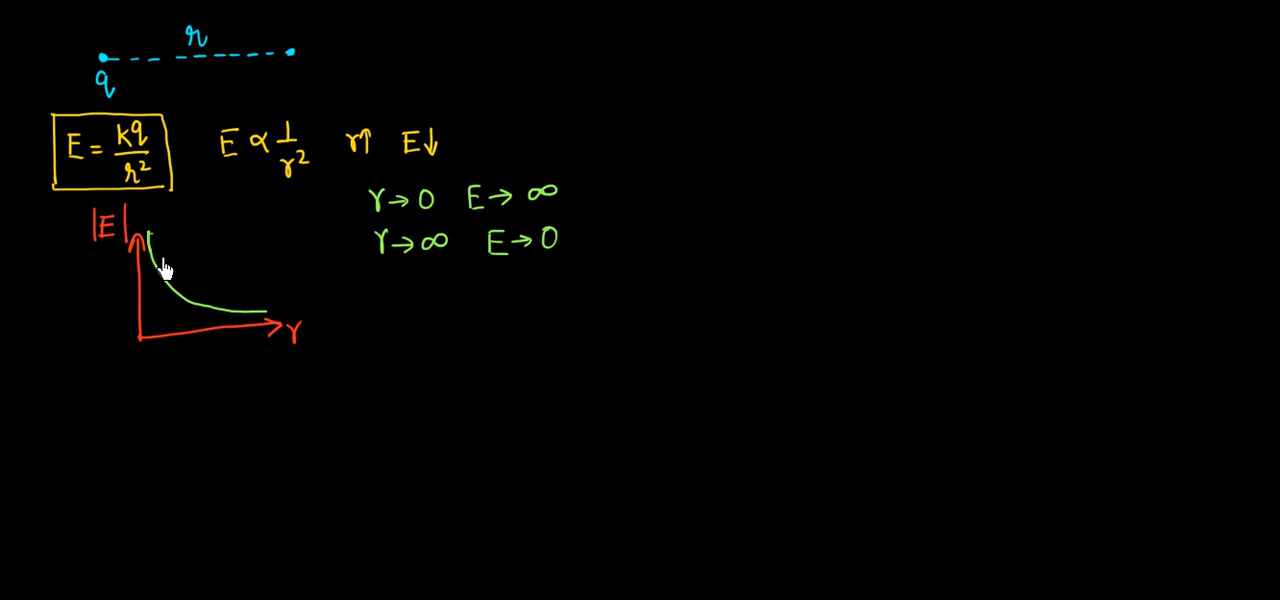 r
q
E = kq/r² E ∝ 1/r² r↑ E↓
r→0 E→∞
r→∞ E→0
|E|
r